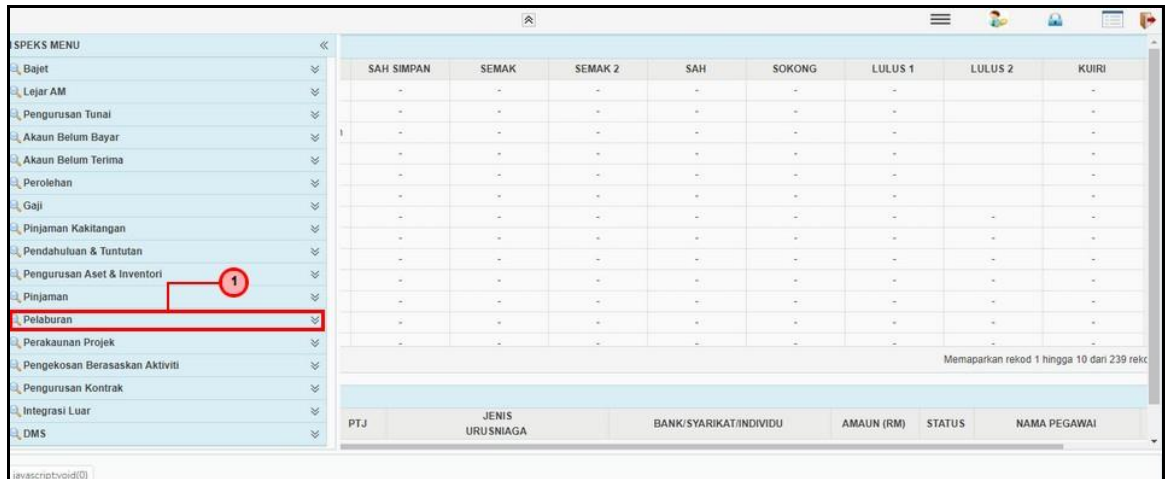 ISPEKS MENU
Bajet
Lejar AM
Pengurusan Tunai
Akaun Belum Bayar
Akaun Belum Terima
Perolehan
Gaji
Pinjaman Kakitangan
Pendahuluan & Tuntutan
Pengurusan Aset & Inventori
1
Pinjaman
Pelaburan
Perakaunan Projek
Pengekosan Berasaskan Aktiviti
Pengurusan Kontrak
Integrasi Luar
DMS
SAH SIMPAN SEMAK SEMAK 2 SAH SOKONG LULUS 1 LULUS 2 KUIRI
- - - - - - -
- - - - - - -
- - - - - - -
- - - - - - -
- - - - - - -
- - - - - - -
- - - - - - - -
- - - - - - - -
- - - - - - - -
- - - - - - - -
- - - - - - - -
- - - - - - - -
- - - - - - - -
Memaparkan rekod 1 hingga 10 dari 239 reko
PTJ JENIS URUSNIAGA BANK/SYARIKAT/INDIVIDU AMAUN (RM) STATUS NAMA PEGAWAI
javascript:void(0)